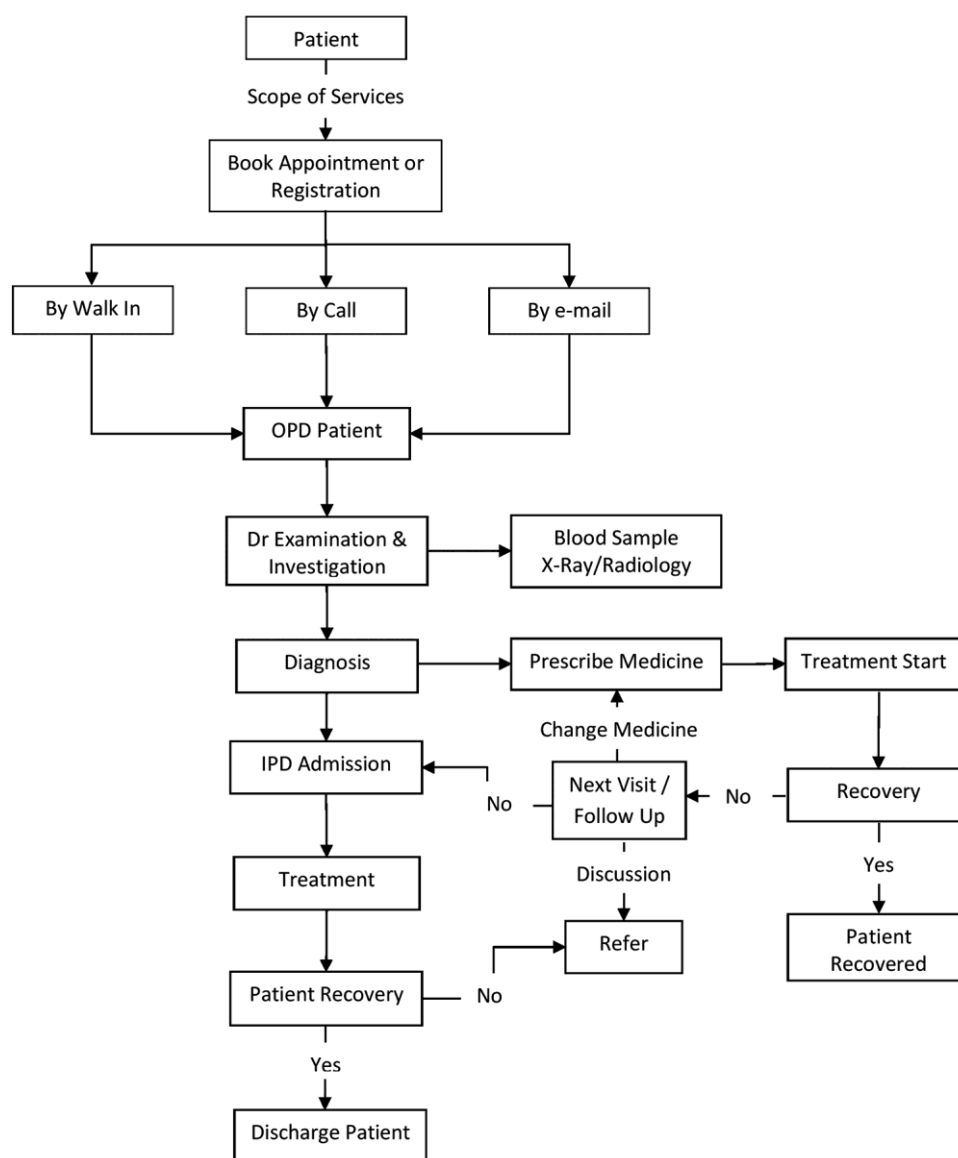 Patient
Scope of Services
Book Appointment or
Registration
By Walk In
By Call
By e-mail
OPD Patient
Dr Examination &
Investigation
Blood Sample
X-Ray/Radiology
Diagnosis
Prescribe Medicine
Treatment Start
Change Medicine
IPD Admission
No
Next Visit /
Follow Up
No
Recovery
Treatment
Discussion
Yes
Refer
Patient
Recovered
Patient Recovery
No
Yes
Discharge Patient